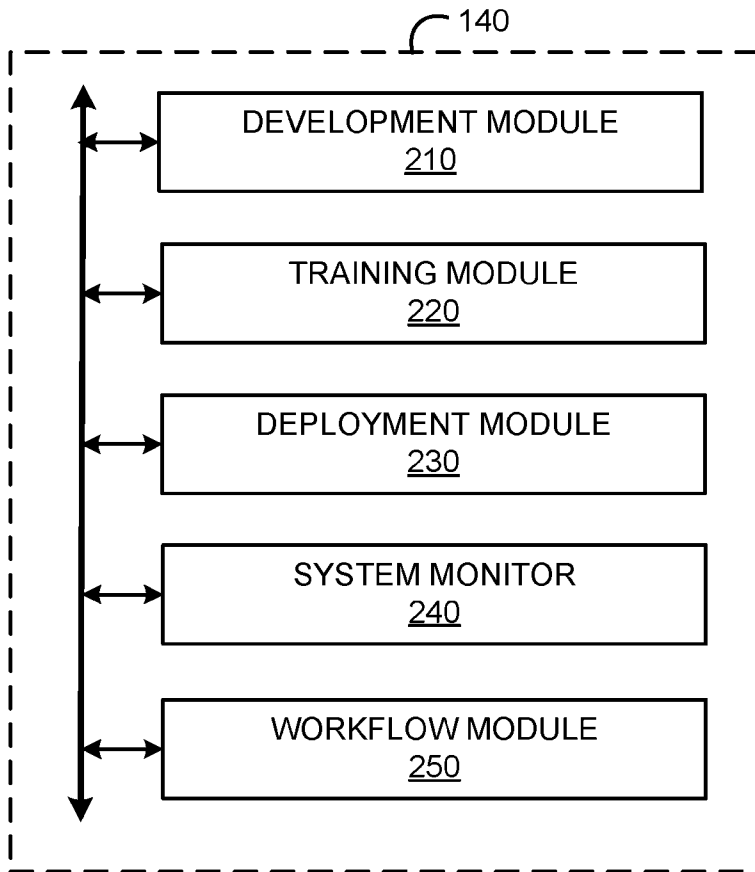 140
DEVELOPMENT MODULE
210
TRAINING MODULE
220
DEPLOYMENT MODULE
230
SYSTEM MONITOR
240
WORKFLOW MODULE
250